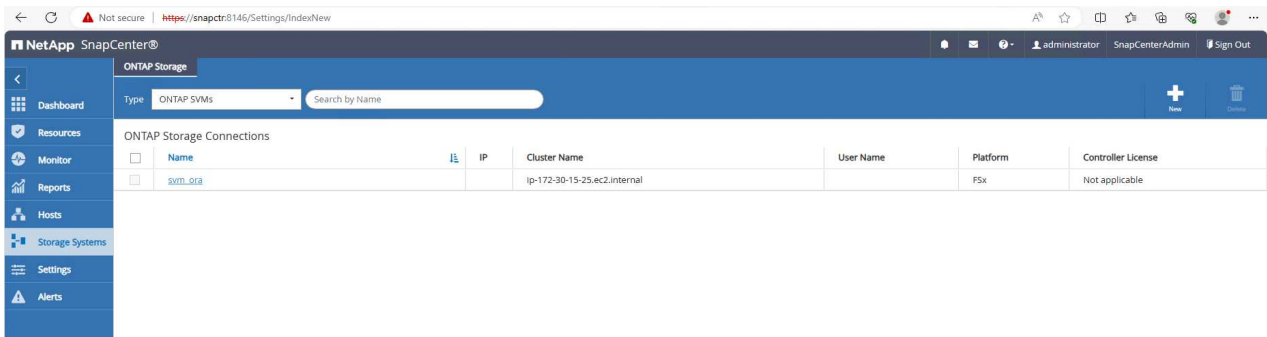 Not secure https://snapctr:8146/Settings/IndexNew
NetApp SnapCenter® administrator SnapCenterAdmin Sign Out
ONTAP Storage
Type ONTAP SVMs Search by Name New Delete
Dashboard
Resources
Monitor
Reports
Hosts
Storage Systems
Settings
Alerts
ONTAP Storage Connections
Name IP Cluster Name User Name Platform Controller License
svm_ora ip-172-30-15-25.ec2.internal FSx Not applicable